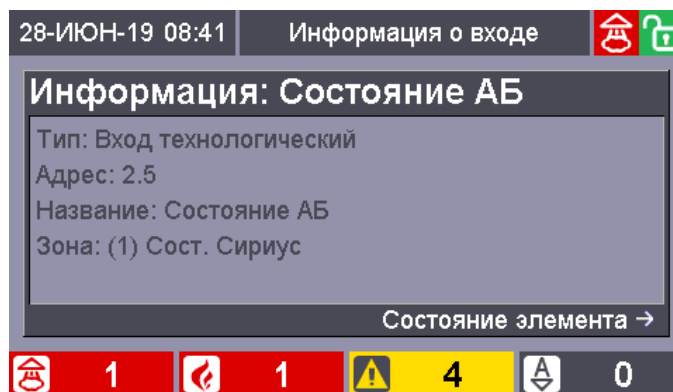 28-ИЮН-19 08:41
Информация о входе
Информация: Состояние АБ
Тип: Вход технологический
Адрес: 2.5
Название: Состояние АБ
Зона: (1) Сост. Сириус
Состояние элемента →
1
1
4
A
0